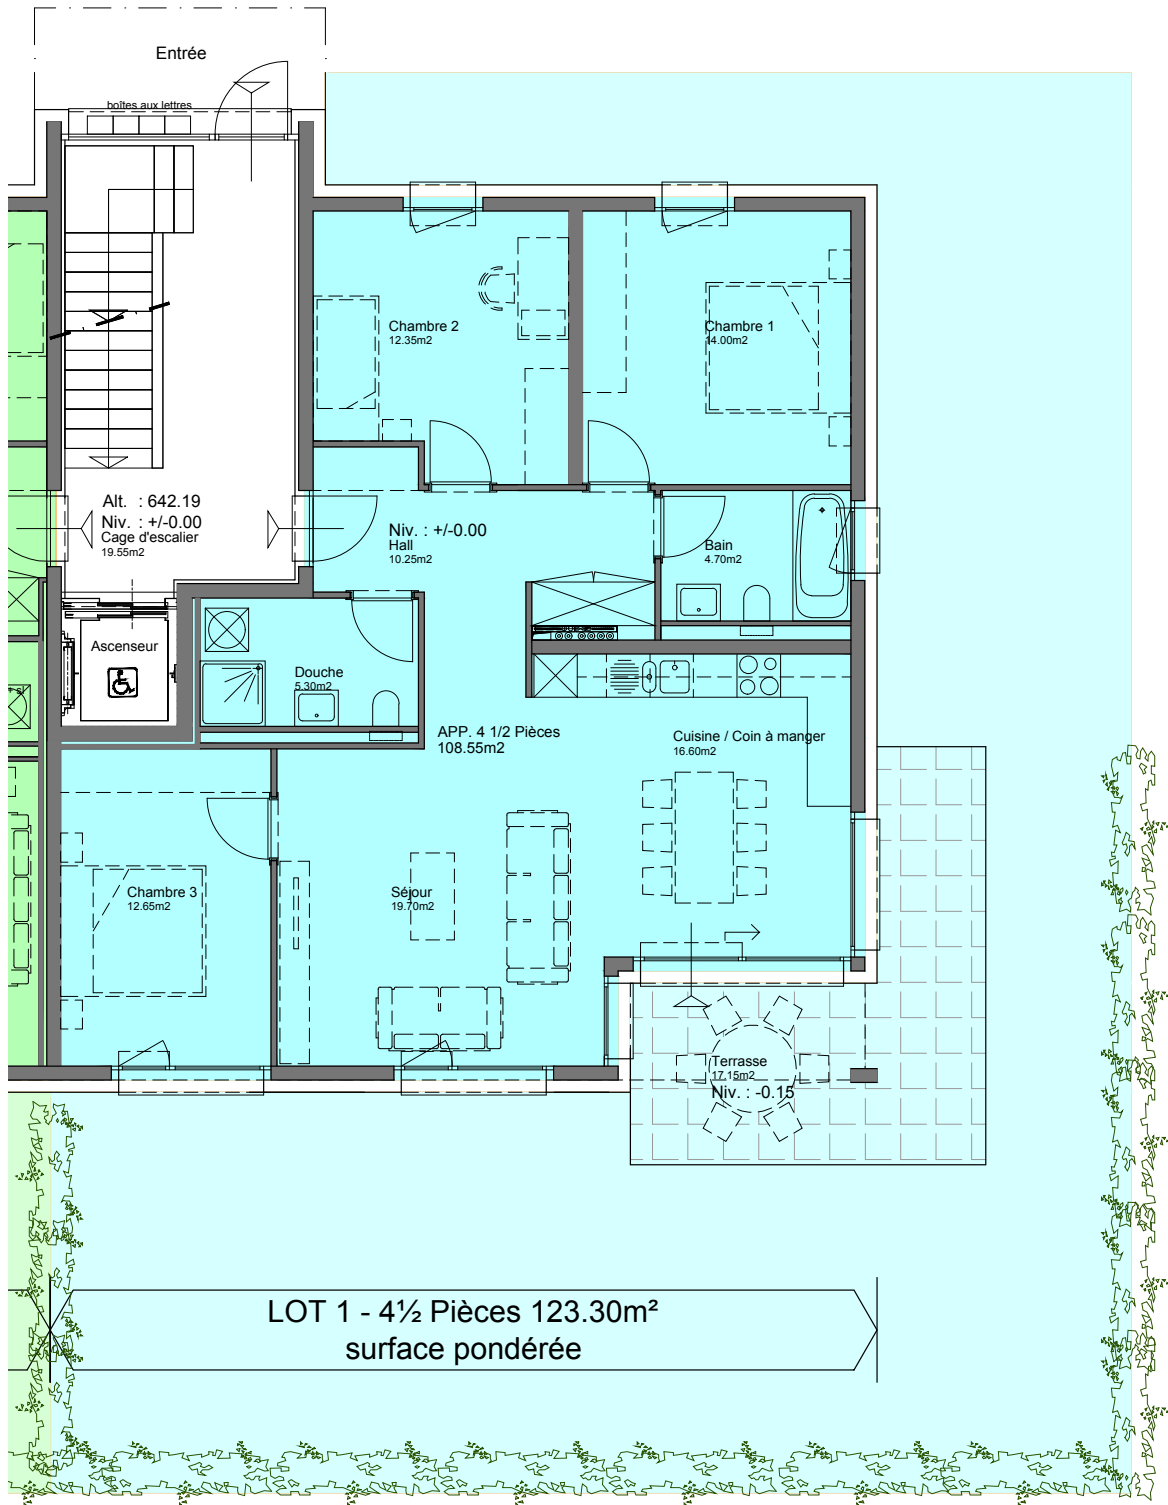 Entrée
boîtes aux lettres
Chambre 2
12.35m2
Chambre 1
14.00m2
Alt. : 642.19
Niv. : +/-0.00
Cage d'escalier
19.55m2
Niv. : +/-0.00
Hall
10.25m2
Bain
4.70m2
Ascenseur
Douche
5.30m2
APP. 4 1/2 Pièces
108.55m2
Cuisine / Coin à manger
16.60m2
Chambre 3
12.65m2
Séjour
19.70m2
Terrasse
17.15m2
Niv. : -0.15
LOT 1 - 4½ Pièces 123.30m²
surface pondérée